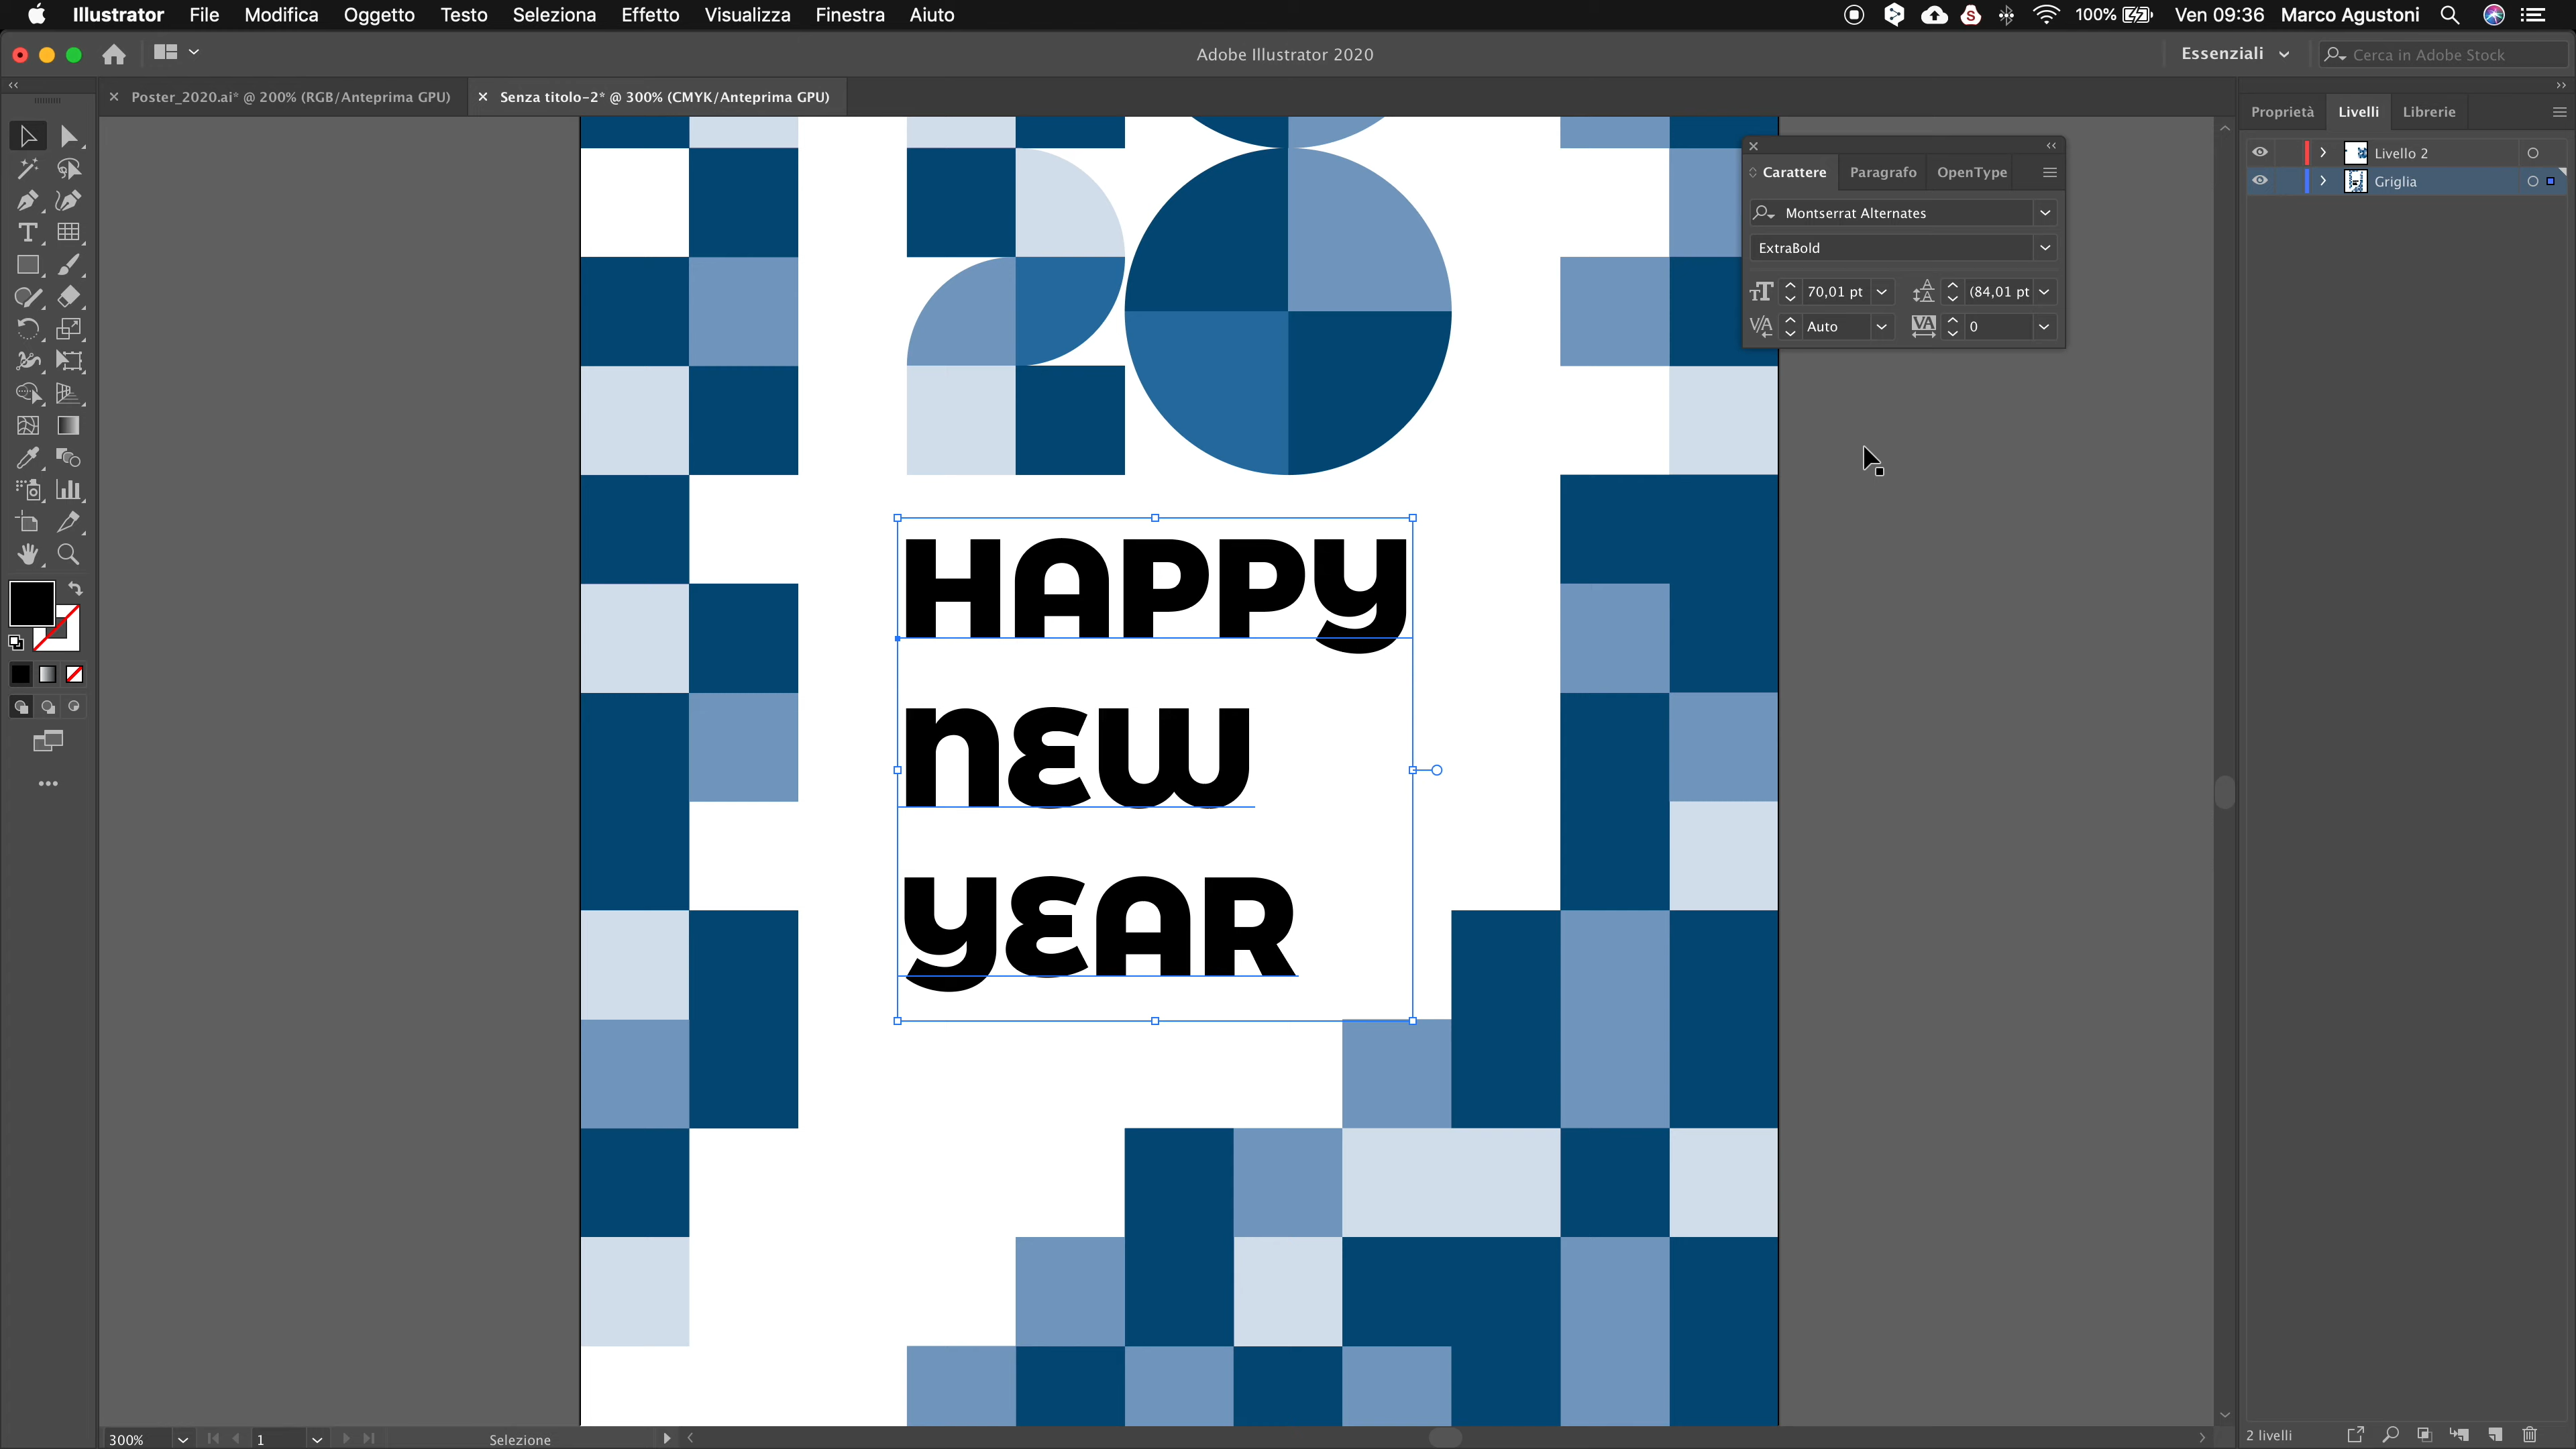 Illustrator File Modifica Oggetto Testo Seleziona Effetto Visualizza Finestra Aiuto
100% Ven 09:36 Marco Agustoni
Adobe Illustrator 2020
Essenziali
Cerca in Adobe Stock
Poster_2020.ai* @ 200% (RGB/Anteprima GPU)
Senza titolo-2* @ 300% (CMYK/Anteprima GPU)
Proprietà Livelli Librerie
Livello 2
Griglia
Carattere Paragrafo OpenType
Montserrat Alternates
ExtraBold
70,01 pt (84,01 pt
Auto 0
HAPPY
NEW
YEAR
300% 1 Selezione
2 livelli